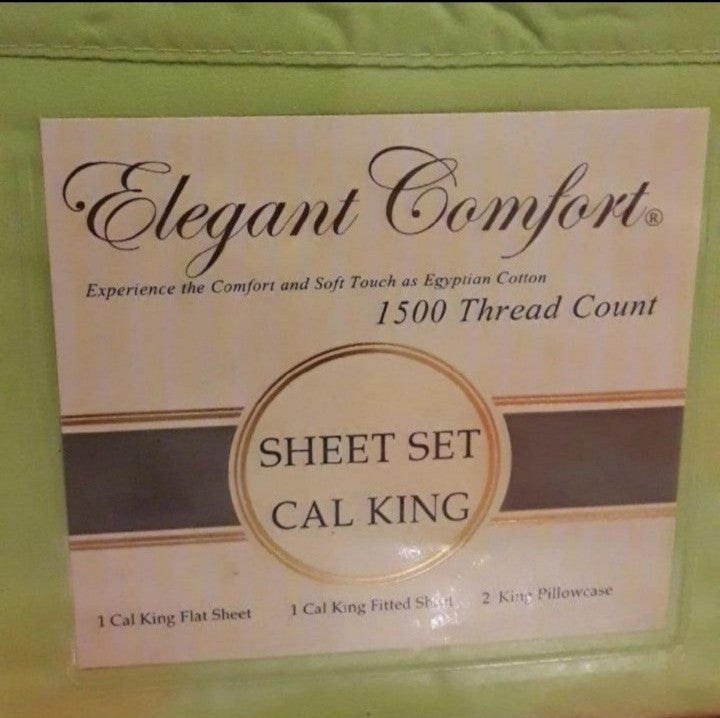 Elegant Comfort®
Experience the Comfort and Soft Touch as Egyptian Cotton
1500 Thread Count
SHEET SET
CAL KING
1 Cal King Flat Sheet 1 Cal King Fitted Sheet 2 King Pillowcase